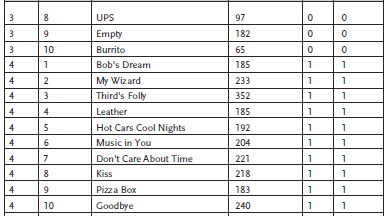 3 8 UPS 97 0 0
3 9 Empty 182 0 0
3 10 Burrito 65 0 0
4 1 Bob's Dream 185 1 1
4 2 My Wizard 233 1 1
4 3 Third's Folly 352 1 1
4 4 Leather 185 1 1
4 5 Hot Cars Cool Nights 192 1 1
4 6 Music in You 204 1 1
4 7 Don't Care About Time 221 1 1
4 8 Kiss 218 1 1
4 9 Pizza Box 183 1 1
4 10 Goodbye 240 1 1